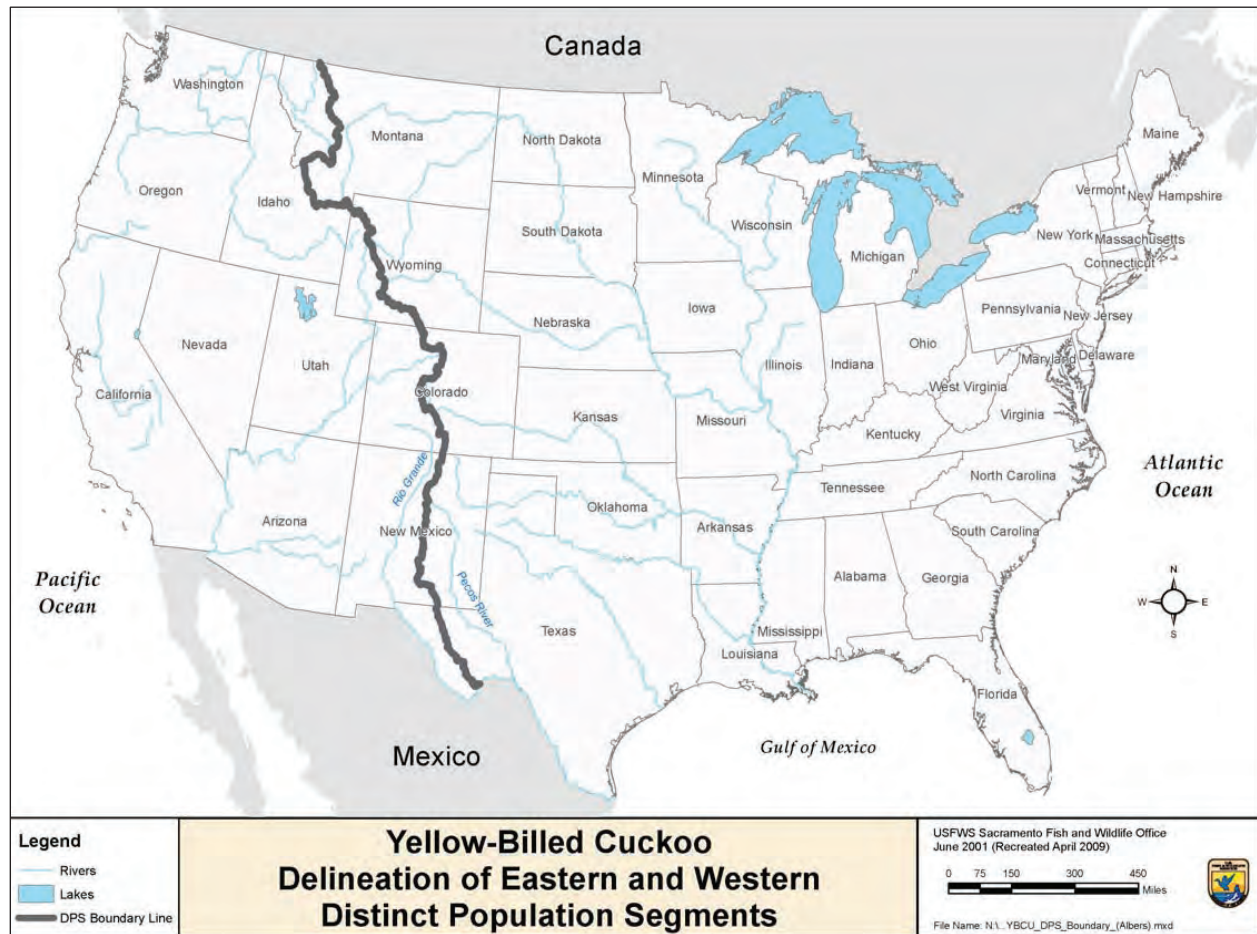 Canada
Washington
Montana
North Dakota
Minnesota
Maine
Oregon
Idaho
South Dakota
Wisconsin
Vermont
New Hampshire
Wyoming
Michigan
New York
Massachusetts
Connecticut
Nebraska
Iowa
Pennsylvania
New Jersey
Nevada
Utah
Illinois
Indiana
Ohio
Maryland
Delaware
California
Colorado
Kansas
Missouri
West Virginia
Virginia
Kentucky
Rio Grande
Arizona
New Mexico
Oklahoma
Arkansas
Tennessee
North Carolina
South Carolina
Atlantic
Ocean
Pacific
Ocean
Pecos River
Texas
Mississippi
Alabama
Georgia
Louisiana
Florida
N
W
E
S
Mexico
Gulf of Mexico
Legend
Rivers
Lakes
DPS Boundary Line
Yellow-Billed Cuckoo
Delineation of Eastern and Western
Distinct Population Segments
USFWS Sacramento Fish and Wildlife Office
June 2001 (Recreated April 2009)
0 75 150 300 450
Miles
File Name: N:\...YBCU_DPS_Boundary_(Albers).mxd